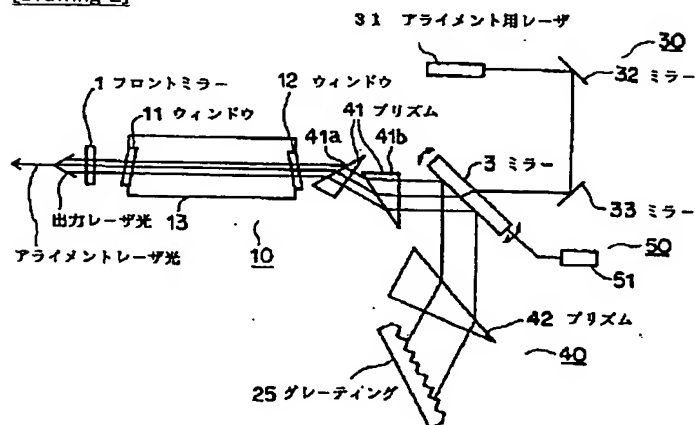 31 アライメント用レーザ
30
32 ミラー
1 フロントミラー
12 ウィンドウ
11 ウィンドウ
41 プリズム
41a
41b
3 ミラー
33 ミラー
出力レーザ光
13
アライメントレーザ光
10
50
51
42 プリズム
40
25 グレーティング